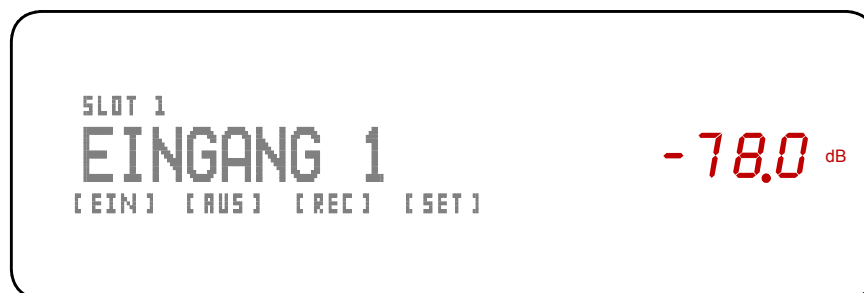 SLOT 1
EINGANG 1
-78.0 dB
[EIN] [AUS] [REC] [SET]